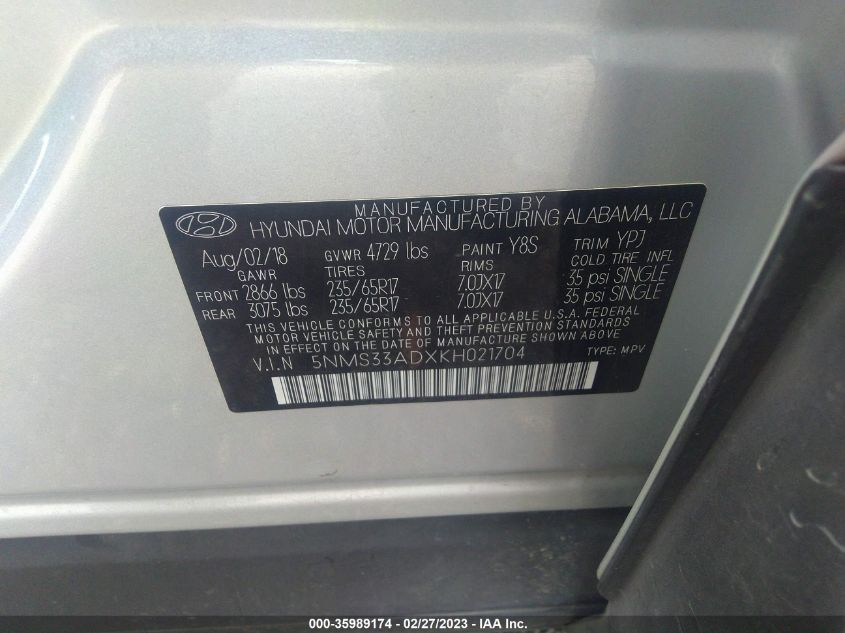 MANUFACTURED BY
HYUNDAI MOTOR MANUFACTURING ALABAMA, LLC
Aug/02/18 GVWR 4729 lbs PAINT Y8S TRIM YPJ
GAWR TIRES RIMS COLD TIRE INFL
FRONT 2866 lbs 235/65R17 7.0JX17 35 psi SINGLE
REAR 3075 lbs 235/65R17 7.0JX17 35 psi SINGLE
THIS VEHICLE CONFORMS TO ALL APPLICABLE U.S.A. FEDERAL
MOTOR VEHICLE SAFETY AND THEFT PREVENTION STANDARDS
IN EFFECT ON THE DATE OF MANUFACTURE SHOWN ABOVE
V.I.N 5NMS33ADXKH021704 TYPE: MPV
000-35989174 - 02/27/2023 - IAA Inc.